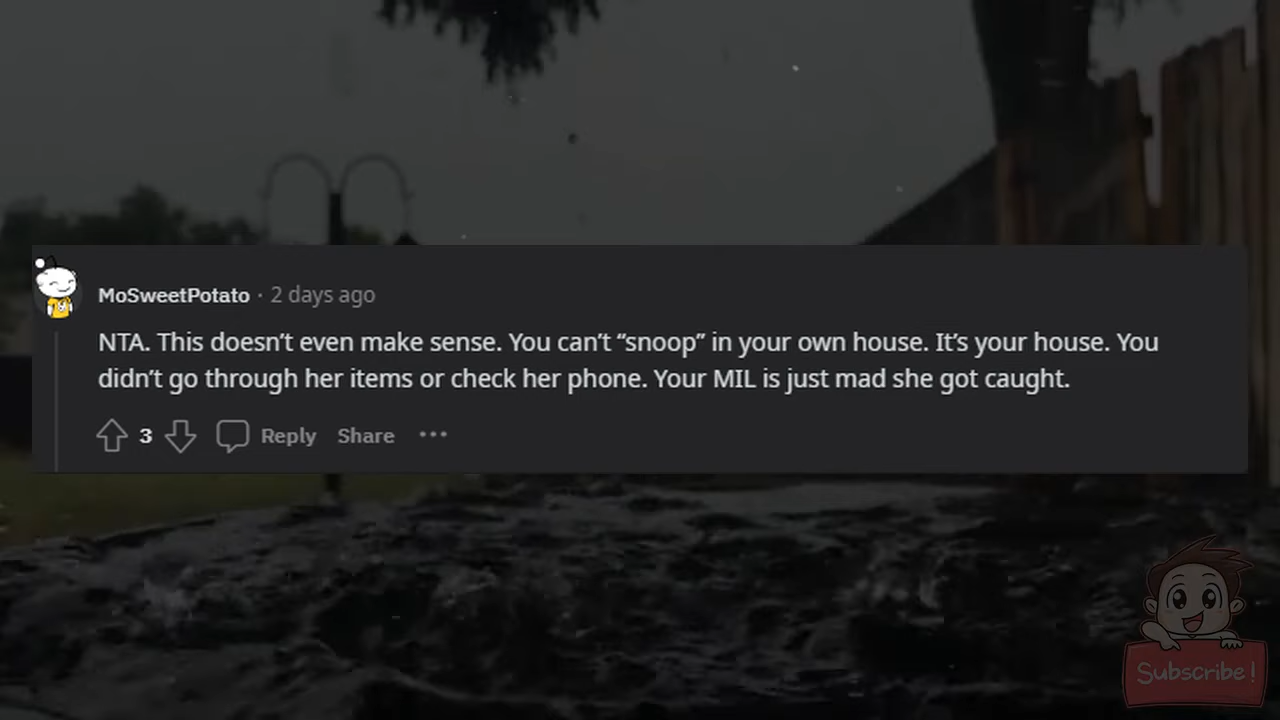 MoSweetPotato · 2 days ago
NTA. This doesn’t even make sense. You can’t “snoop” in your own house. It’s your house. You
didn’t go through her items or check her phone. Your MIL is just mad she got caught.
3 Reply Share ···
Subscribe!